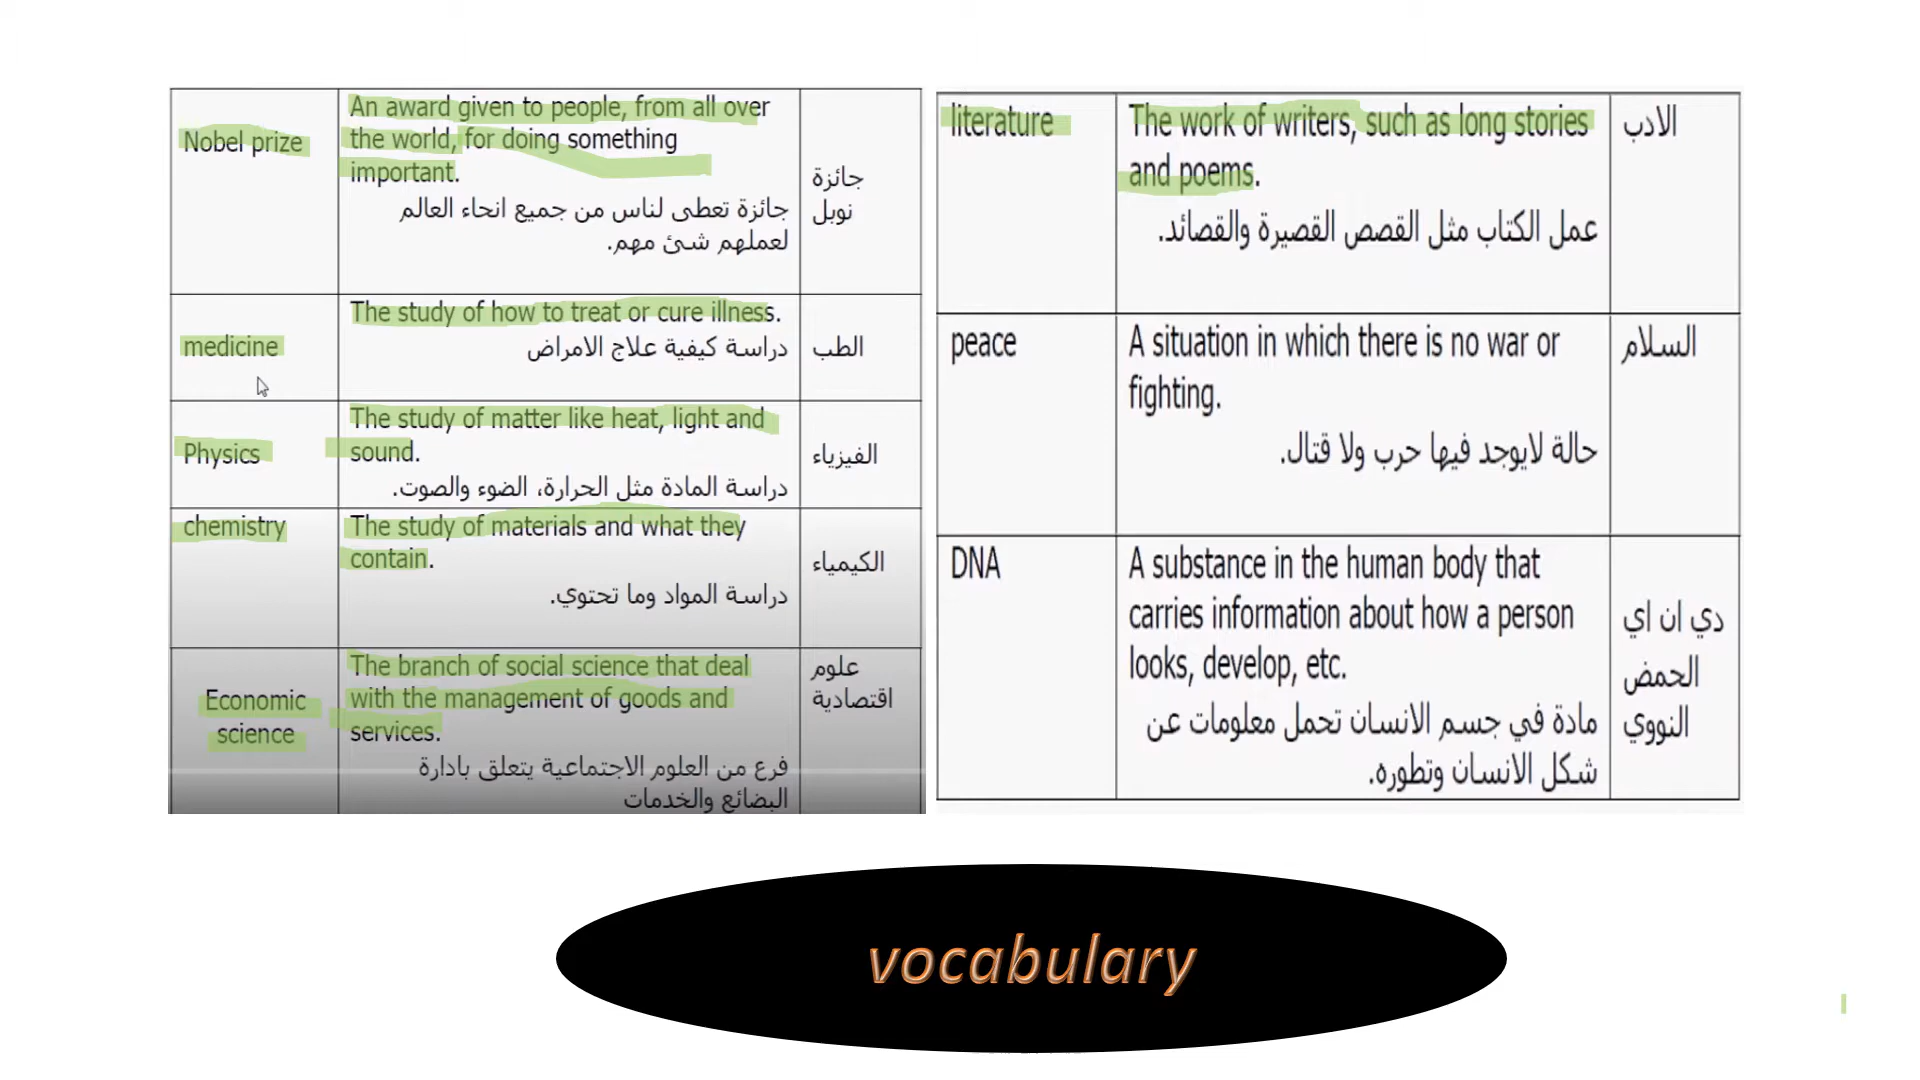 Nobel prize
An award given to people, from all over
the world, for doing something
important.
جائزة تعطى لناس من جميع انحاء العالم
لعملهم شئ مهم.
جائزة
نوبل
medicine
The study of how to treat or cure illness.
دراسة كيفية علاج الامراض
الطب
Physics
The study of matter like heat, light and
sound.
دراسة المادة مثل الحرارة، الضوء والصوت.
الفيزياء
chemistry
The study of materials and what they
contain.
دراسة المواد وما تحتوي.
الكيمياء
Economic
science
The branch of social science that deal
with the management of goods and
services.
فرع من العلوم الاجتماعية يتعلق بادارة
البضائع والخدمات
علوم
اقتصادية
literature
The work of writers, such as long stories
and poems.
عمل الكتاب مثل القصص القصيرة والقصائد.
الادب
peace
A situation in which there is no war or
fighting.
حالة لايوجد فيها حرب ولا قتال.
السلام
DNA
A substance in the human body that
carries information about how a person
looks, develop, etc.
مادة في جسم الانسان تحمل معلومات عن
شكل الانسان وتطوره.
دي ان اي
الحمض
النووي
vocabulary